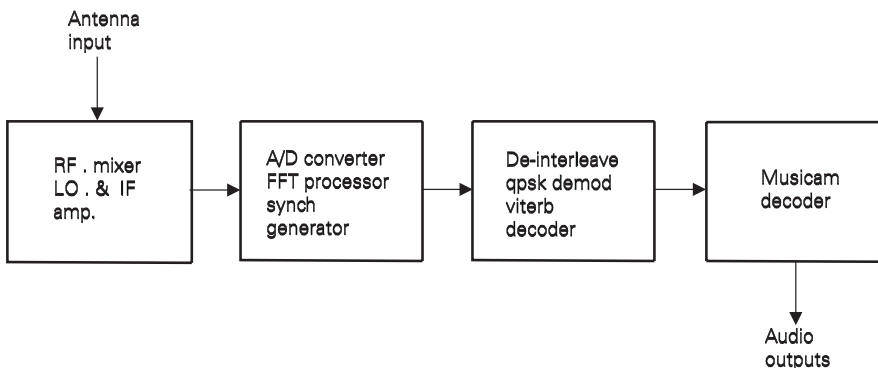 Antenna
input
RF . mixer
LO . & IF
amp.
A/D converter
FFT processor
synch
generator
De-interleave
qpsk demod
viterb
decoder
Musicam
decoder
Audio
outputs